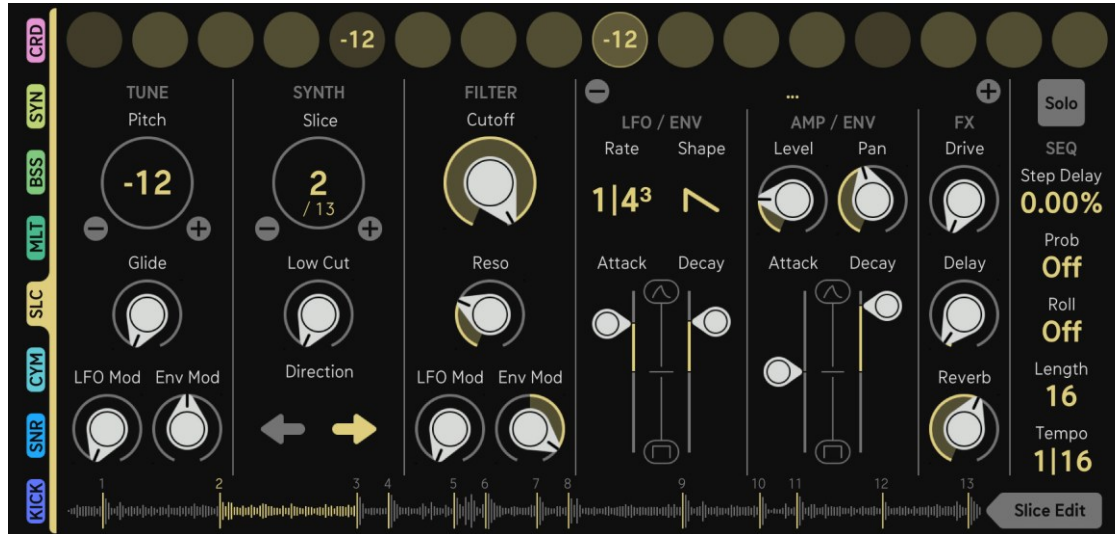 CRD
SYN
BSS
MLT
SLC
CYM
SNR
KICK
-12 -12
TUNE
Pitch
-12
Glide
LFO Mod Env Mod
SYNTH
Slice
2
/ 13
Low Cut
Direction
FILTER
Cutoff
Reso
LFO Mod Env Mod
...
LFO / ENV
Rate Shape
1|4³
Attack Decay
AMP / ENV
Level Pan
Attack Decay
FX
Drive
Delay
Reverb
Solo
SEQ
Step Delay
0.00%
Prob
Off
Roll
Off
Length
16
Tempo
1|16
1 2 3 4 5 6 7 8 9 10 11 12 13
Slice Edit